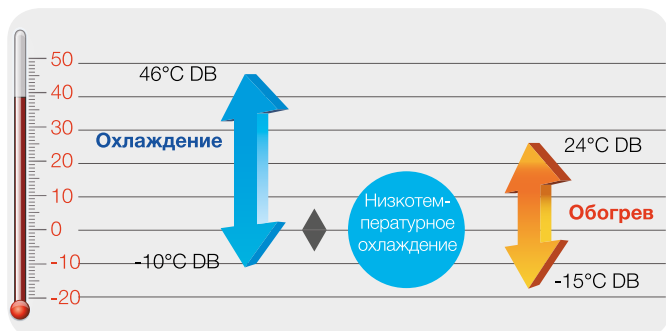 50
46°C DB
40
30
Охлаждение
24°C DB
20
Низкотем-
10
пературное
Обогрев
0
охлаждение
-10°C DB
-10
-15°C DB
-20